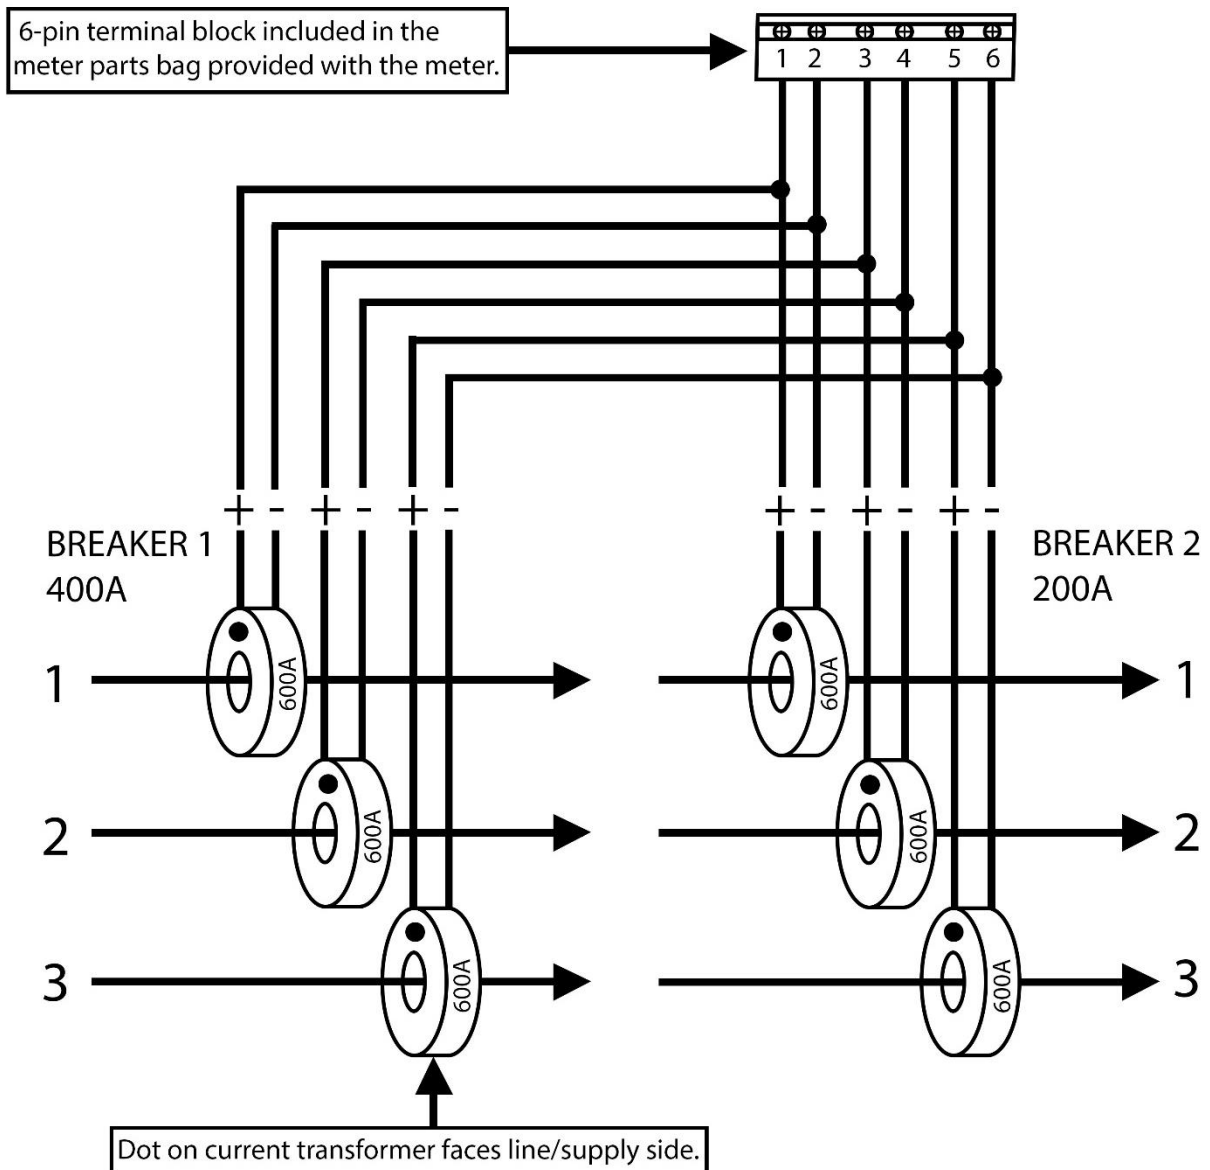 6-pin terminal block included in the
meter parts bag provided with the meter.
1 2 3 4 5 6
+ - + - + -
+ - + - + -
BREAKER 1
400A
BREAKER 2
200A
1
600A
600A
1
2
600A
600A
2
3
600A
600A
3
Dot on current transformer faces line/supply side.